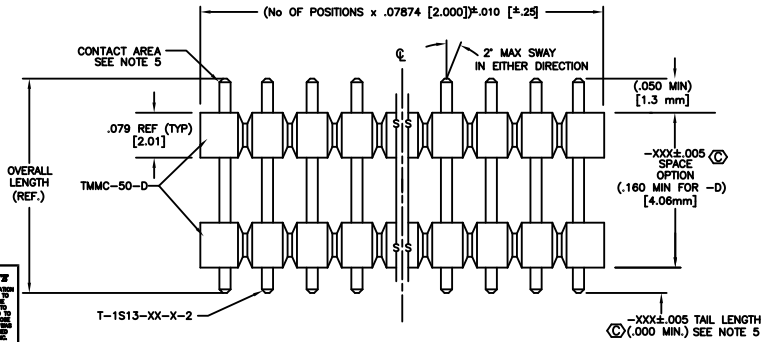 (No OF POSITIONS x .07874 [2.000])±.010 [±.25]
CONTACT AREA
SEE NOTE 5
℄
2° MAX SWAY
IN EITHER DIRECTION
(.050 MIN)
[1.3 mm]
.079 REF (TYP)
[2.01]
OVERALL
LENGTH
(REF.)
TMMC-50-D
-XXX±.005 C
SPACE
OPTION
(.160 MIN FOR -D)
[4.06mm]
S S
S S
T-1S13-XX-X-2
-XXX±.005 TAIL LENGTH
C (.000 MIN.) SEE NOTE 5